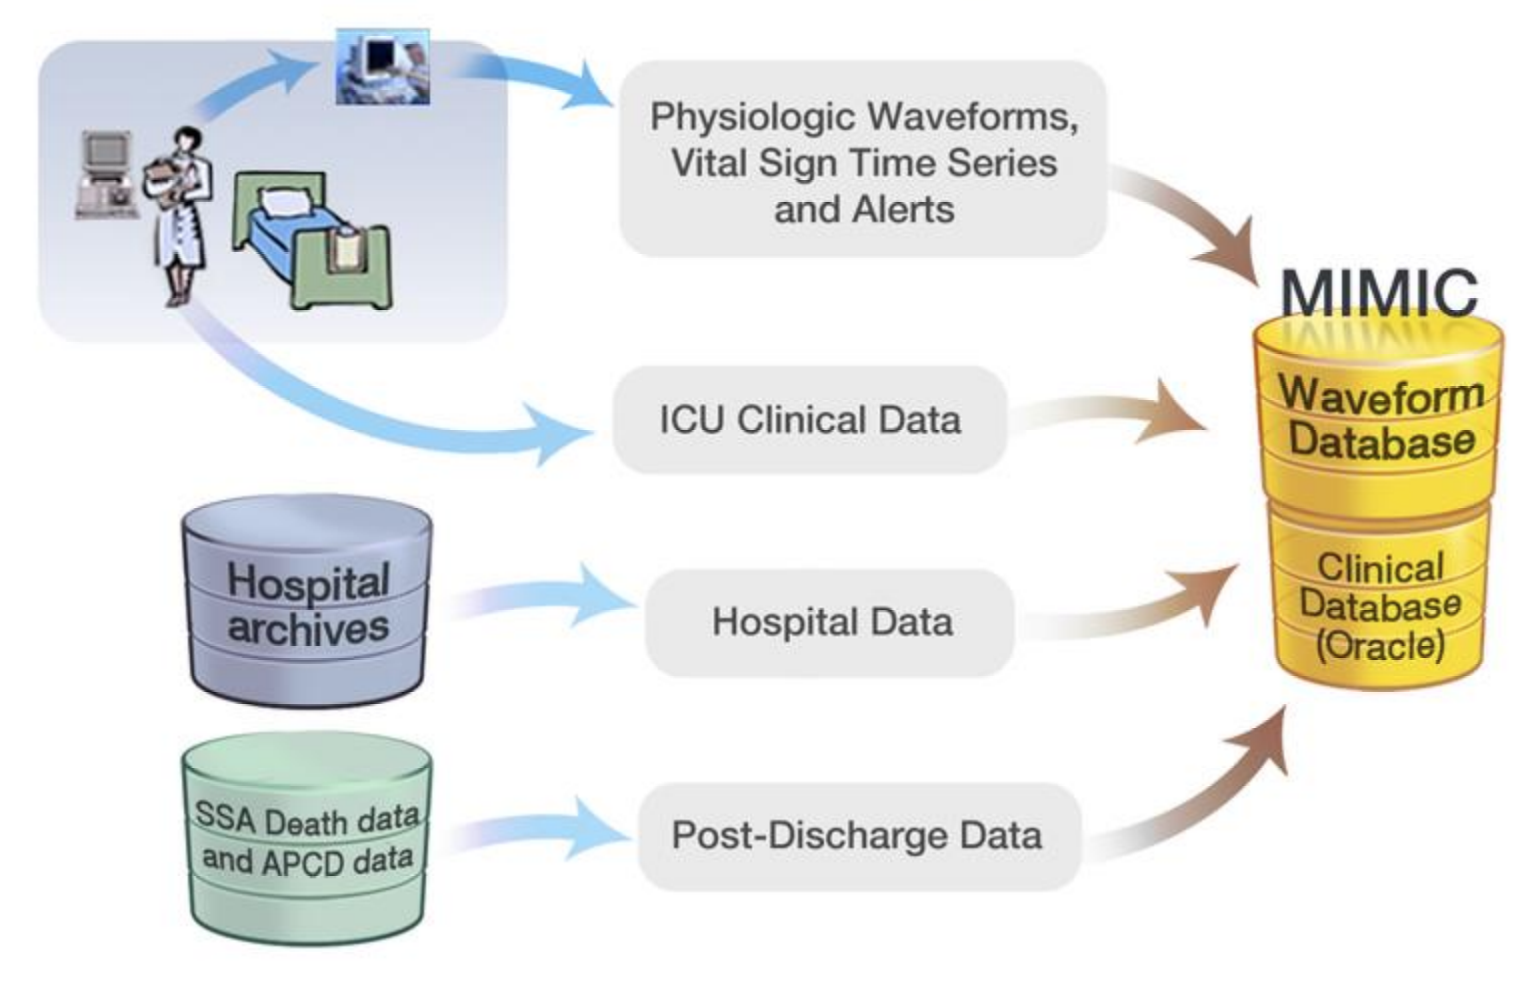 Physiologic Waveforms,
Vital Sign Time Series
and Alerts
MIMIC
Waveform
Database
ICU Clinical Data
Hospital
archives
Hospital Data
Clinical
Database
(Oracle)
SSA Death data
and APCD data
Post-Discharge Data